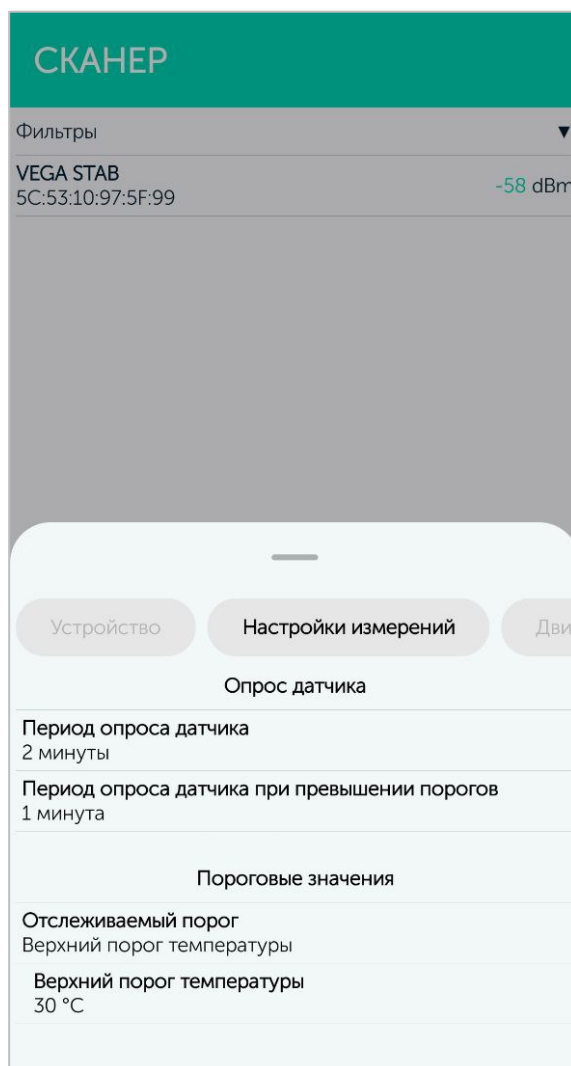 СКАНЕР
Фильтры ▼
VEGA STAB
5C:53:10:97:5F:99
-58 dBm
Устройство Настройки измерений Дви
Опрос датчика
Период опроса датчика
2 минуты
Период опроса датчика при превышении порогов
1 минута
Пороговые значения
Отслеживаемый порог
Верхний порог температуры
Верхний порог температуры
30 °C